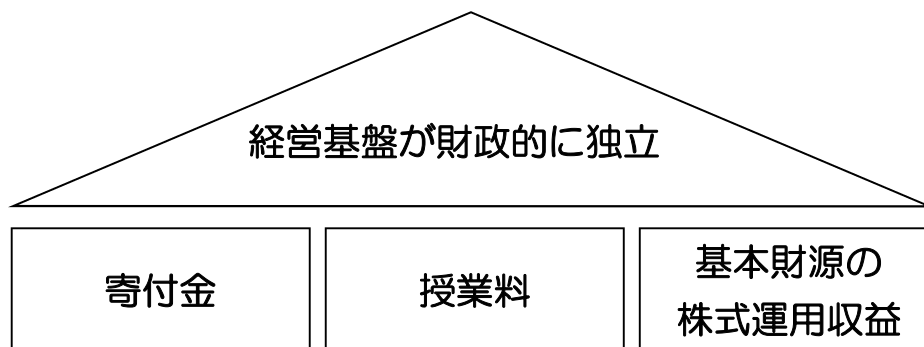 経営基盤が財政的に独立
寄付金
授業料
基本財源の
株式運用収益